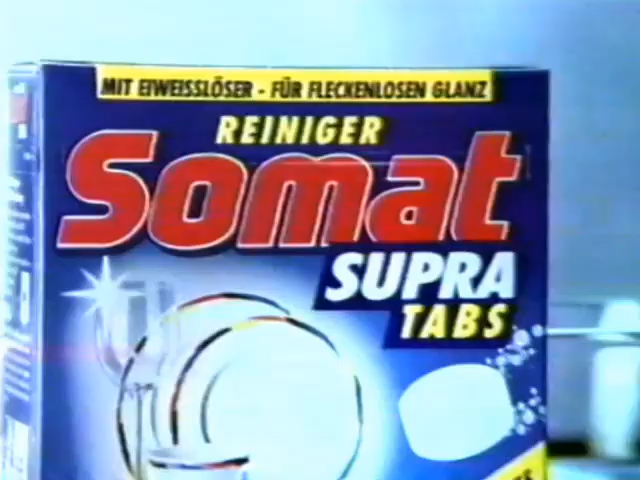 MIT EIWEISSLÖSER - FÜR FLECKENLOSEN GLANZ
REINIGER
Somat
SUPRA
TABS